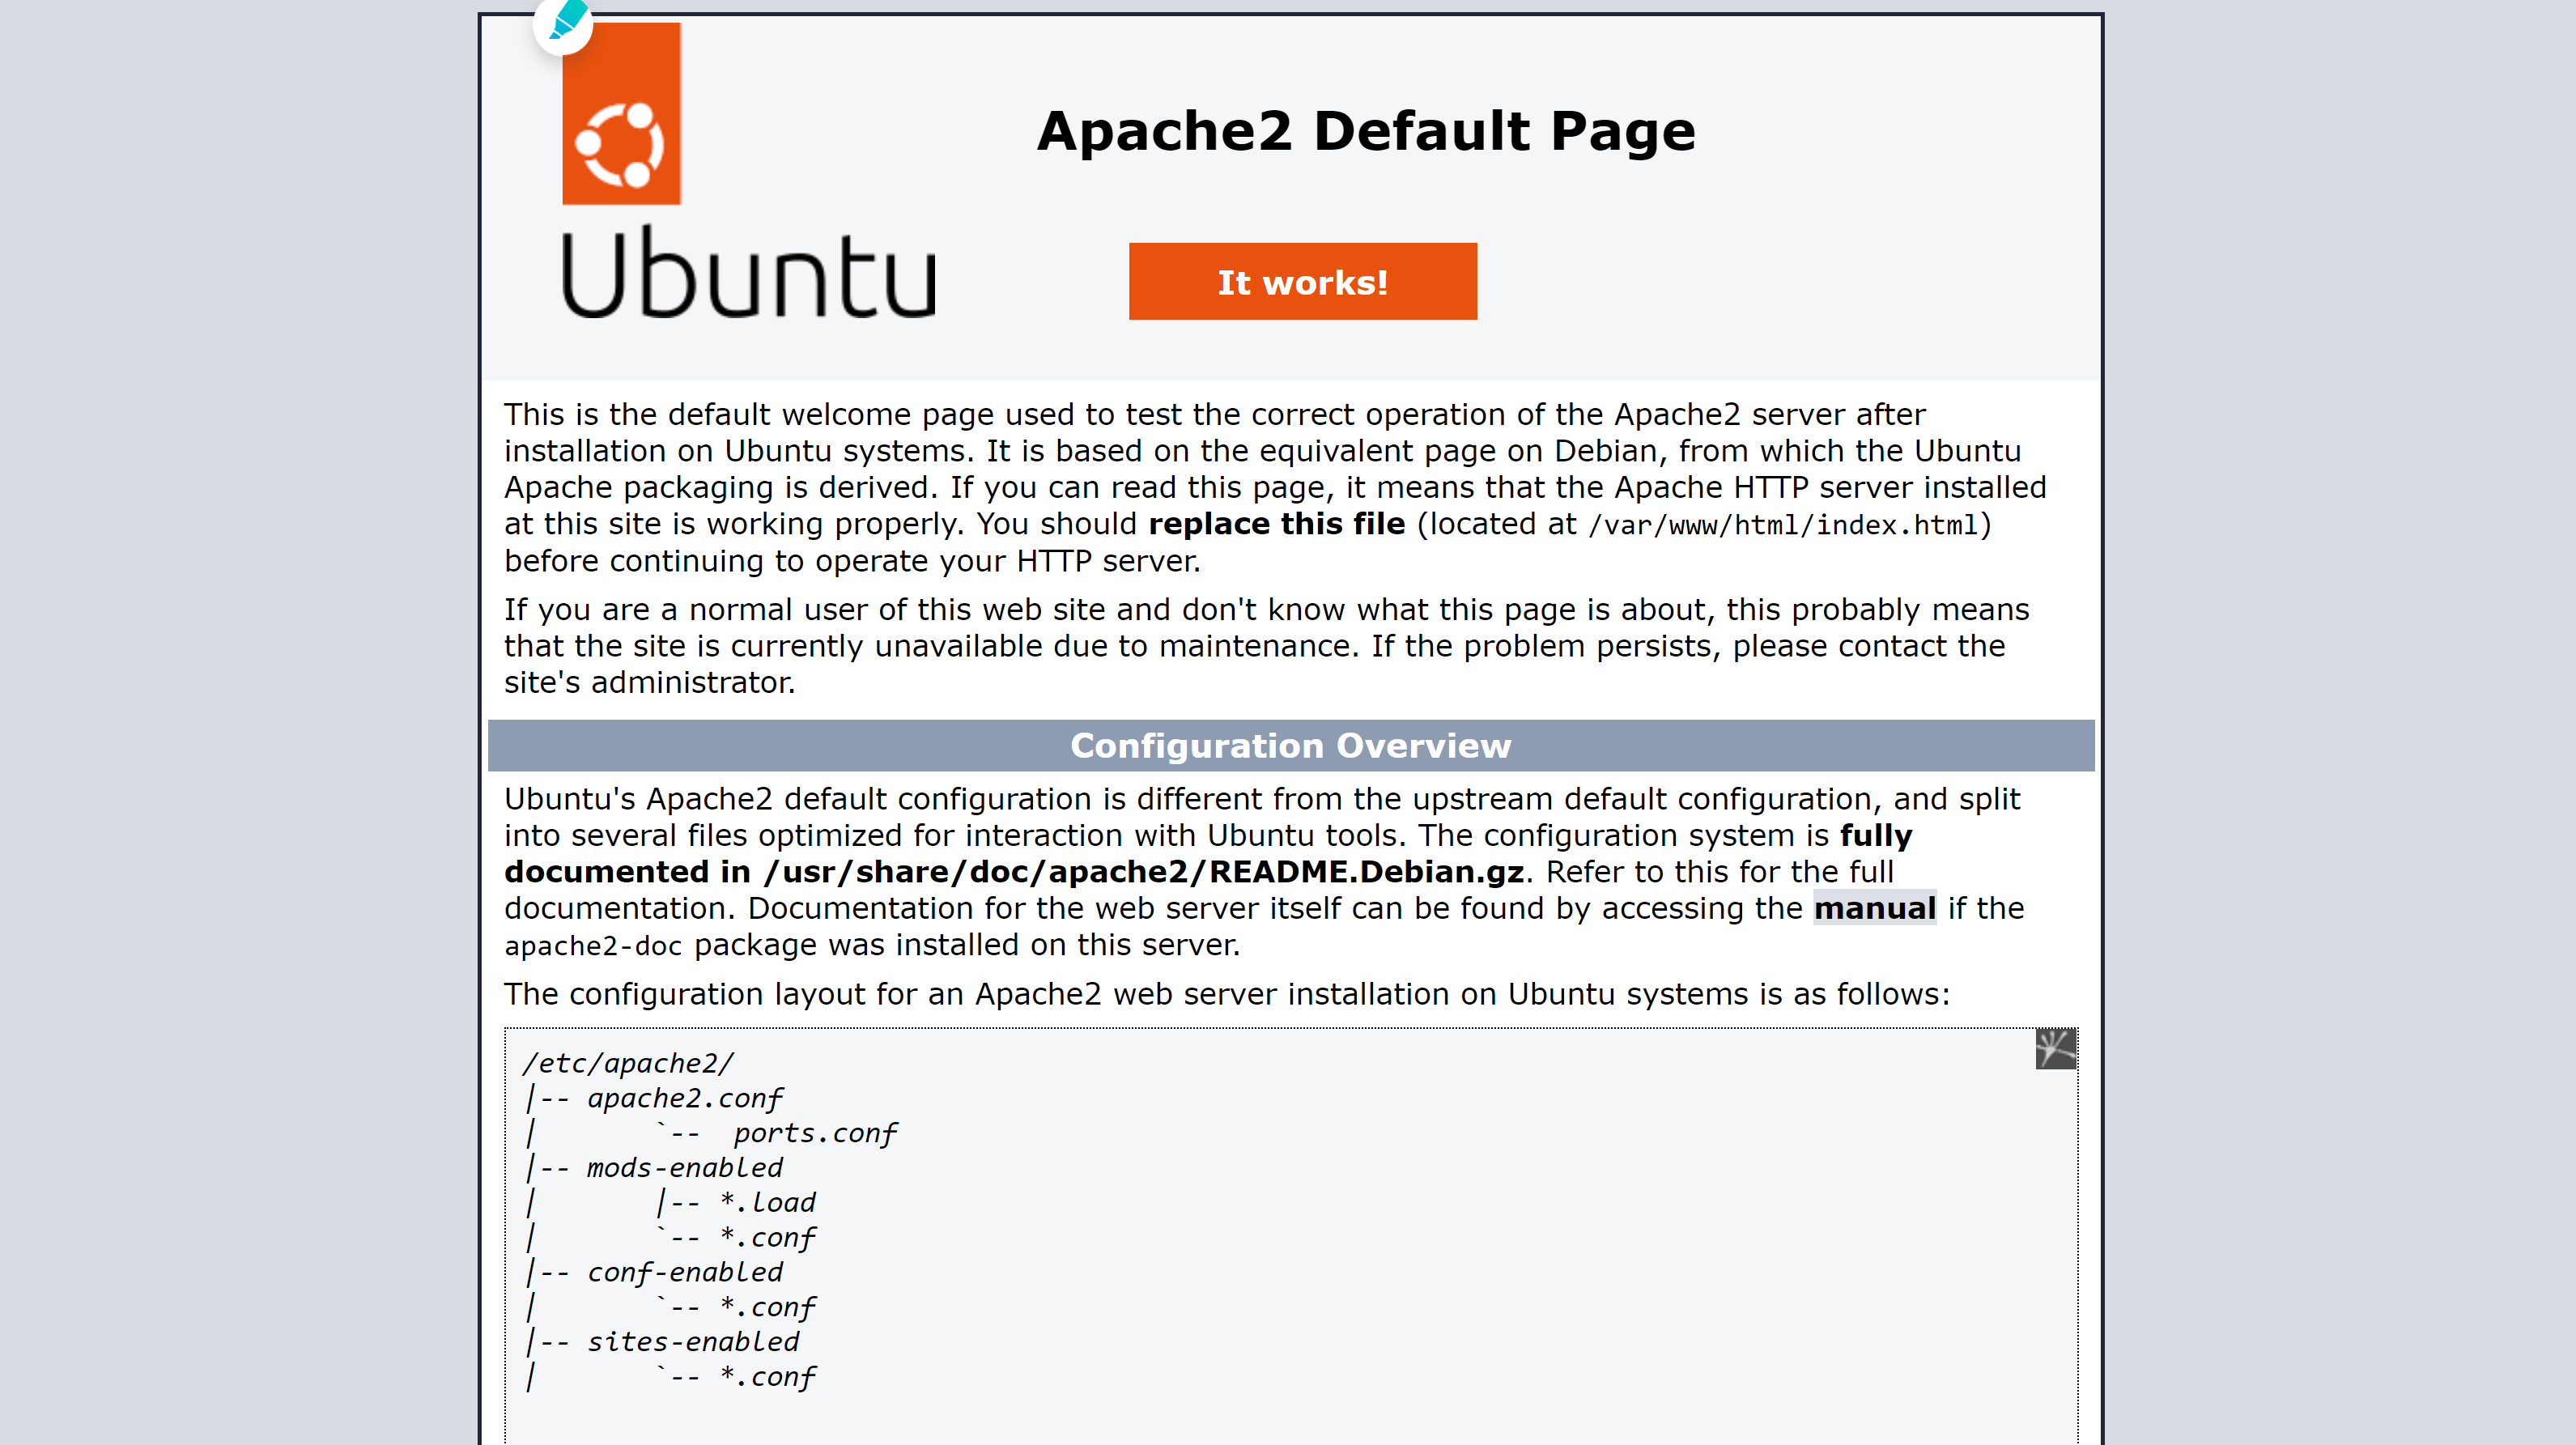 Apache2 Default Page
Ubuntu
It works!
This is the default welcome page used to test the correct operation of the Apache2 server after
installation on Ubuntu systems. It is based on the equivalent page on Debian, from which the Ubuntu
Apache packaging is derived. If you can read this page, it means that the Apache HTTP server installed
at this site is working properly. You should replace this file (located at /var/www/html/index.html)
before continuing to operate your HTTP server.
If you are a normal user of this web site and don't know what this page is about, this probably means
that the site is currently unavailable due to maintenance. If the problem persists, please contact the
site's administrator.
Configuration Overview
Ubuntu's Apache2 default configuration is different from the upstream default configuration, and split
into several files optimized for interaction with Ubuntu tools. The configuration system is fully
documented in /usr/share/doc/apache2/README.Debian.gz. Refer to this for the full
documentation. Documentation for the web server itself can be found by accessing the manual if the
apache2-doc package was installed on this server.
The configuration layout for an Apache2 web server installation on Ubuntu systems is as follows:
/etc/apache2/
|-- apache2.conf
|       `--  ports.conf
|-- mods-enabled
|       |-- *.load
|       `-- *.conf
|-- conf-enabled
|       `-- *.conf
|-- sites-enabled
|       `-- *.conf